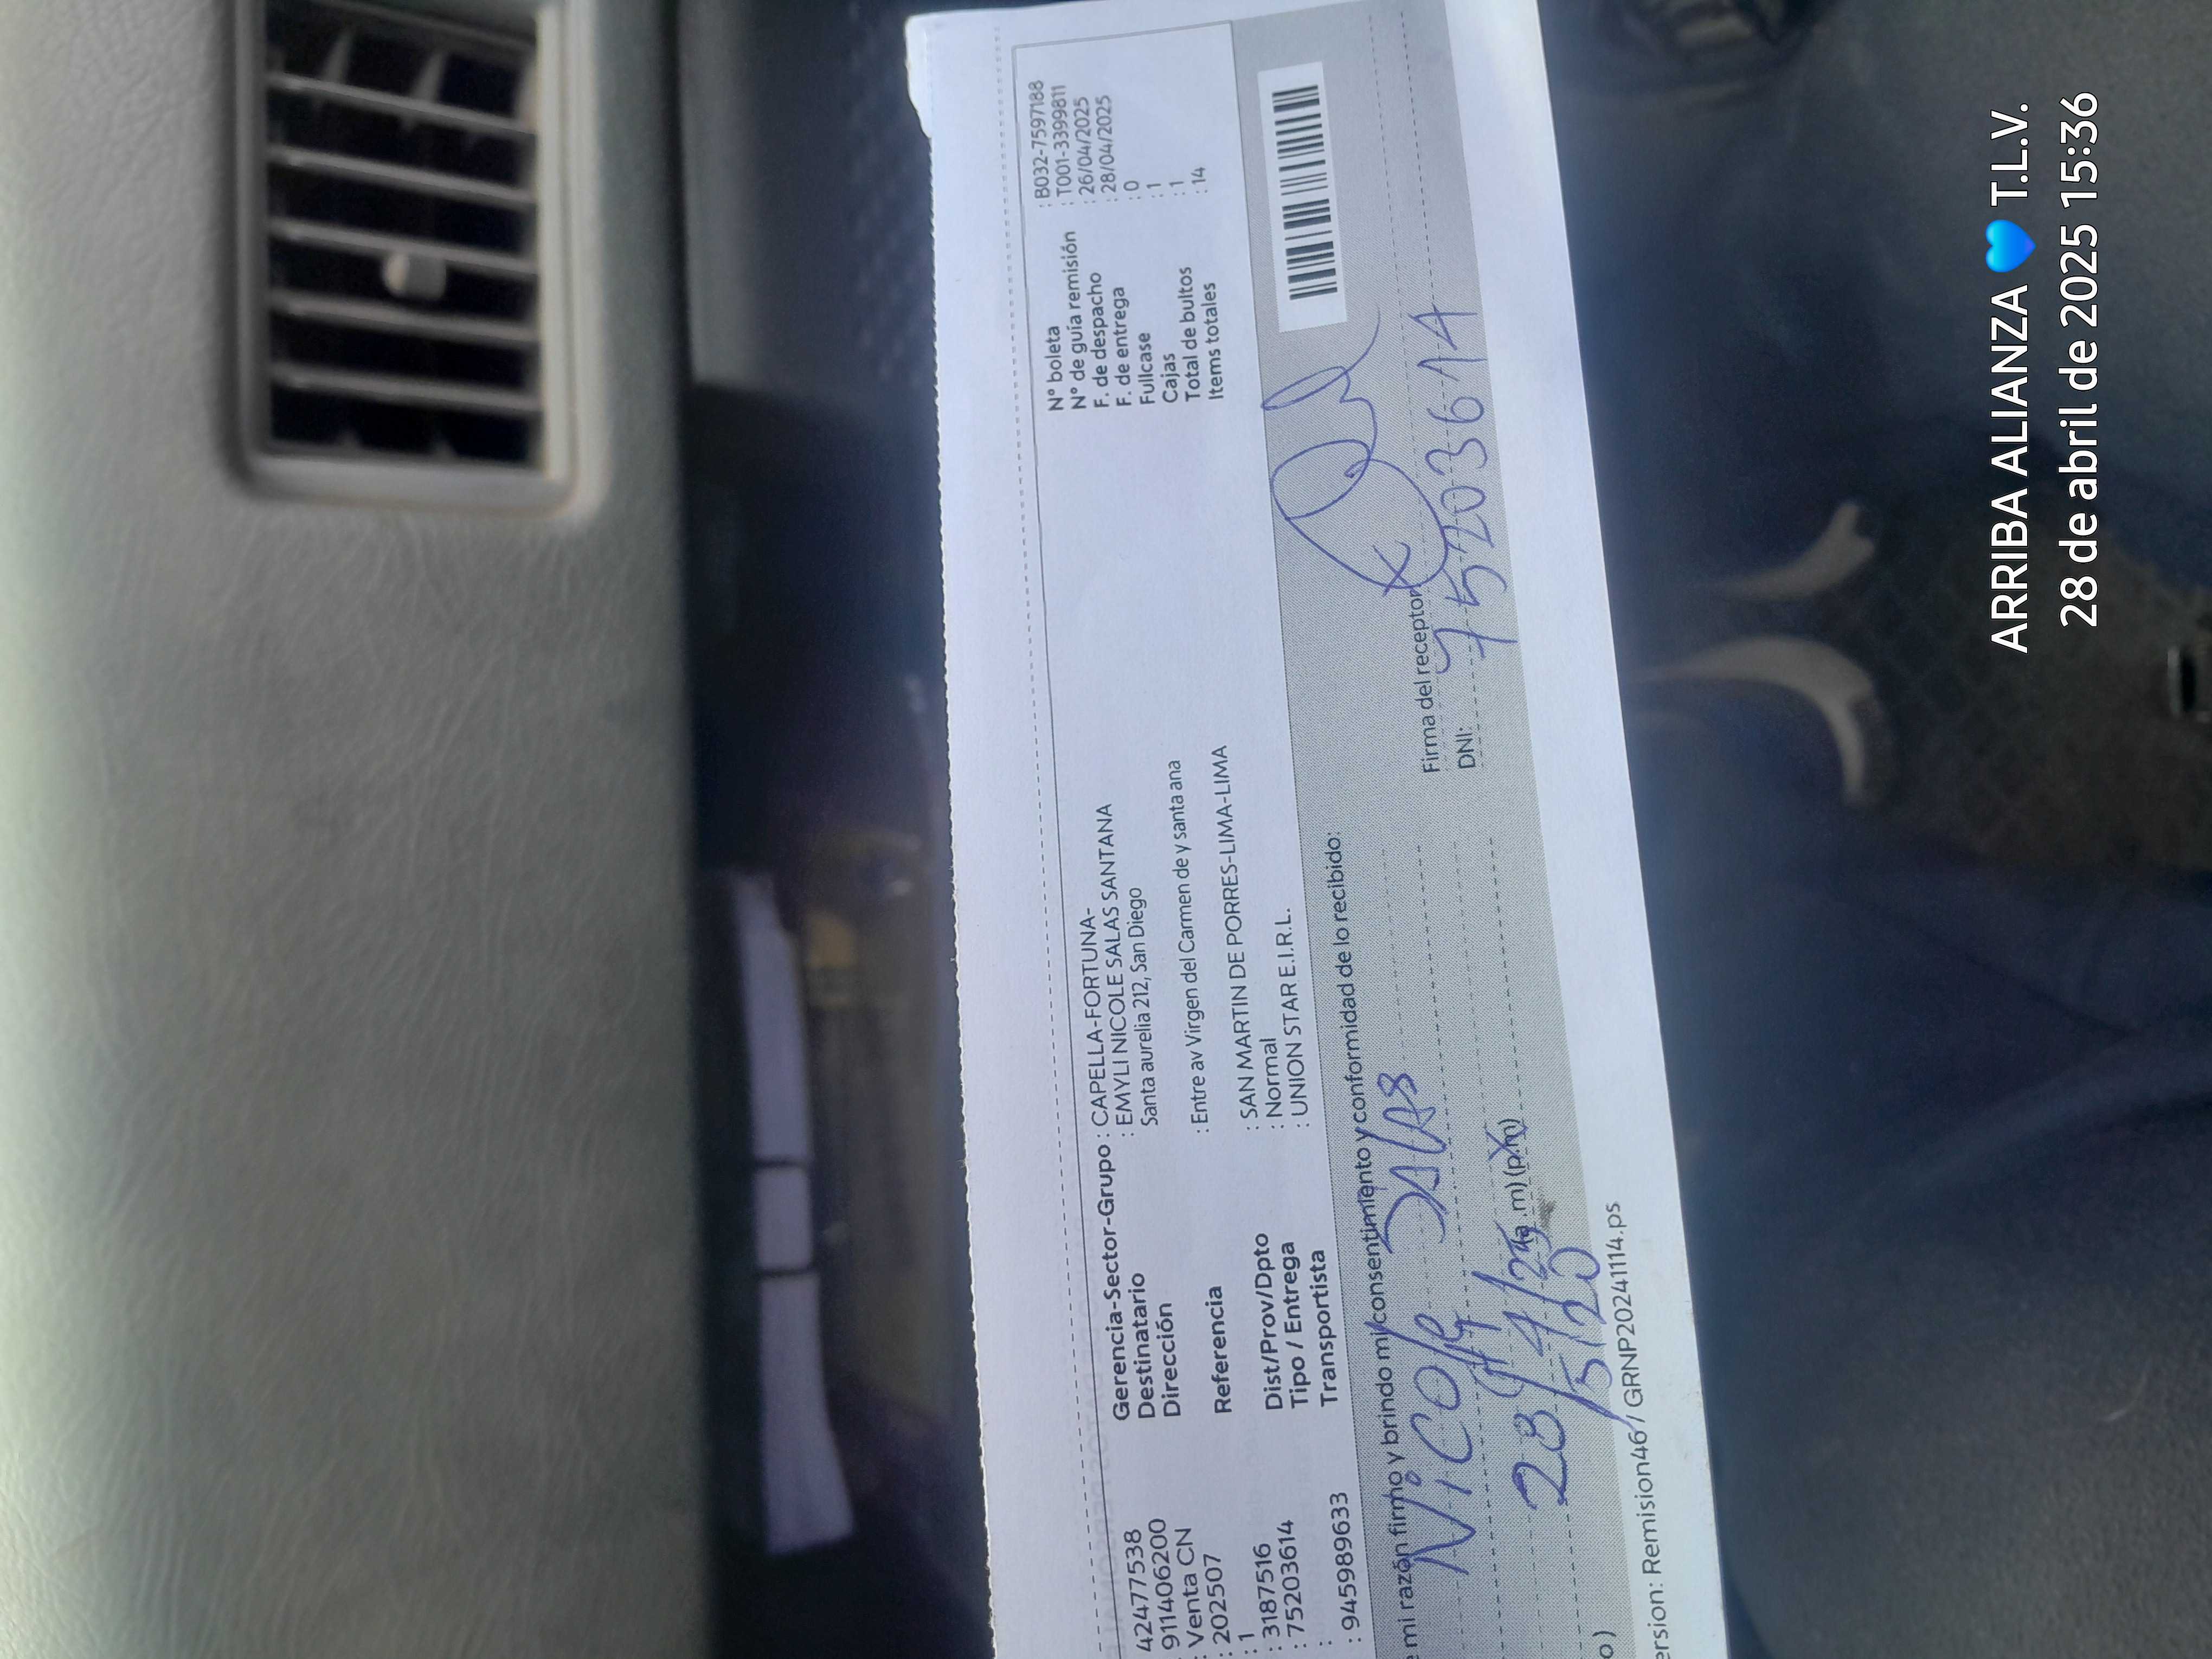 42477538
911406200
: Venta CN
: 202507
: 1
: 3187516
: 75203614
:
: 945989633
Gerencia-Sector-Grupo : CAPELLA-FORTUNA-
Destinatario : EMYLI NICOLE SALAS SANTANA
Dirección Santa aurelia 212, San Diego
Referencia : Entre av Virgen del Carmen de y santa ana
Dist/Prov/Dpto : SAN MARTIN DE PORRES-LIMA-LIMA
Tipo / Entrega : Normal
Transportista : UNION STAR E.I.R.L.
N° boleta : B032-7597188
N° de guía remisión : T001-3399811
F. de despacho : 26/04/2025
F. de entrega : 28/04/2025
Fullcase : 0
Cajas : 1
Total de bultos : 1
Items totales : 14
mi razón firmo y brindo mi consentimiento y conformidad de lo recibido:
Nicole SALAS
28/4/25
.m) (p.m)
Firma del receptor
DNI: 75203614
o)
ersion: Remision46 / GRNP20241114.ps
ARRIBA ALIANZA 💙 T.L.V.
28 de abril de 2025 15:36